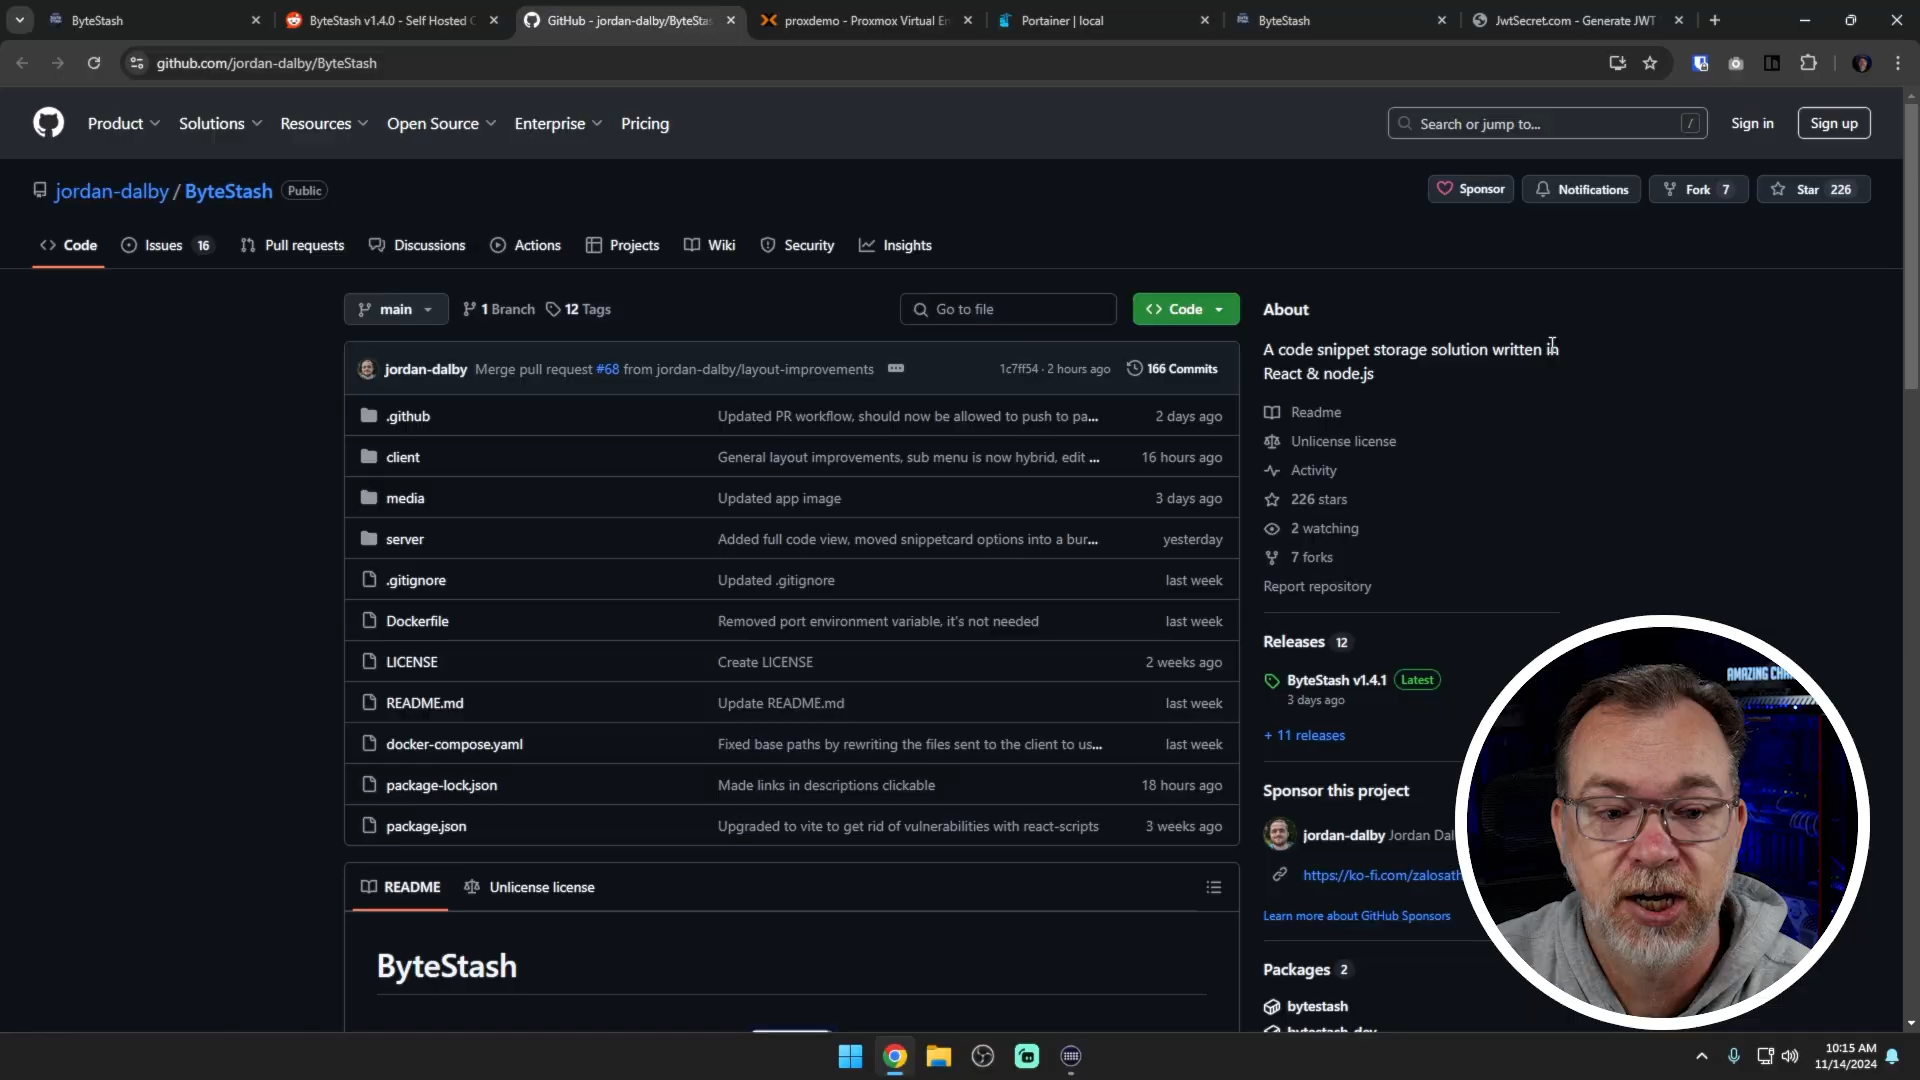 ByteStash
ByteStash v1.4.0 - Self Hosted
GitHub - jordan-dalby/ByteStas
proxdemo - Proxmox Virtual En
Portainer | local
ByteStash
JwtSecret.com - Generate JWT
github.com/jordan-dalby/ByteStash
Product
Solutions
Resources
Open Source
Enterprise
Pricing
Search or jump to...
/
Sign in
Sign up
jordan-dalby / ByteStash
Public
Sponsor
Notifications
Fork 7
Star 226
Code
Issues 16
Pull requests
Discussions
Actions
Projects
Wiki
Security
Insights
main
1 Branch
12 Tags
Go to file
Code
jordan-dalby Merge pull request #68 from jordan-dalby/layout-improvements
1c7ff54 · 2 hours ago
166 Commits
.github Updated PR workflow, should now be allowed to push to pa... 2 days ago
client General layout improvements, sub menu is now hybrid, edit ... 16 hours ago
media Updated app image 3 days ago
server Added full code view, moved snippetcard options into a bur... yesterday
.gitignore Updated .gitignore last week
Dockerfile Removed port environment variable, it's not needed last week
LICENSE Create LICENSE 2 weeks ago
README.md Update README.md last week
docker-compose.yaml Fixed base paths by rewriting the files sent to the client to us... last week
package-lock.json Made links in descriptions clickable 18 hours ago
package.json Upgraded to vite to get rid of vulnerabilities with react-scripts 3 weeks ago
README
Unlicense license
ByteStash
About
A code snippet storage solution written in
React & node.js
Readme
Unlicense license
Activity
226 stars
2 watching
7 forks
Report repository
Releases 12
ByteStash v1.4.1 Latest
3 days ago
+ 11 releases
Sponsor this project
jordan-dalby Jordan Dal
https://ko-fi.com/zalosath
Learn more about GitHub Sponsors
Packages 2
bytestash
bytestash-dev
AMAZING CHA
10:15 AM
11/14/2024